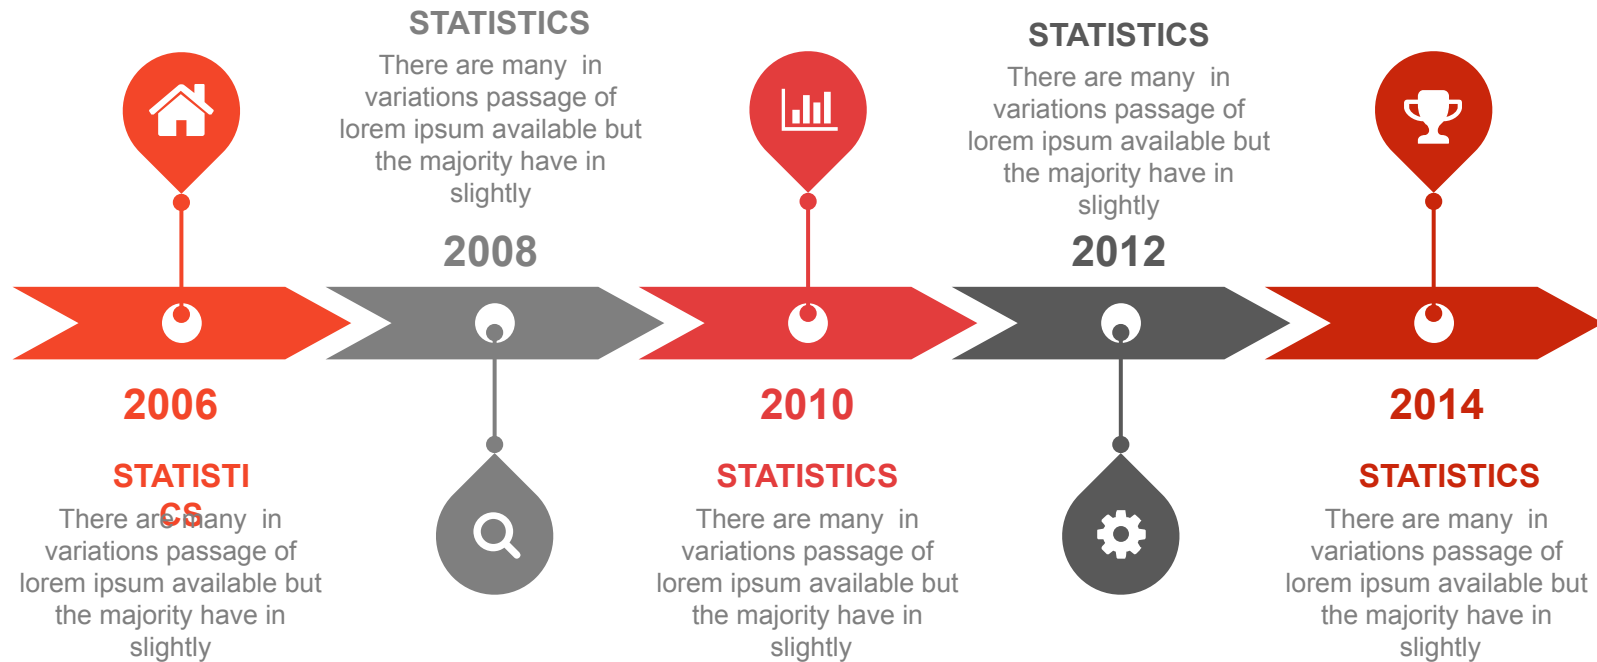 STATISTICS
There are many  in
variations passage of
lorem ipsum available but
the majority have in
slightly
2008
STATISTICS
There are many  in
variations passage of
lorem ipsum available but
the majority have in
slightly
2012
2006
STATISTI
CS
There are many  in
variations passage of
lorem ipsum available but
the majority have in
slightly
2010
STATISTICS
There are many  in
variations passage of
lorem ipsum available but
the majority have in
slightly
2014
STATISTICS
There are many  in
variations passage of
lorem ipsum available but
the majority have in
slightly